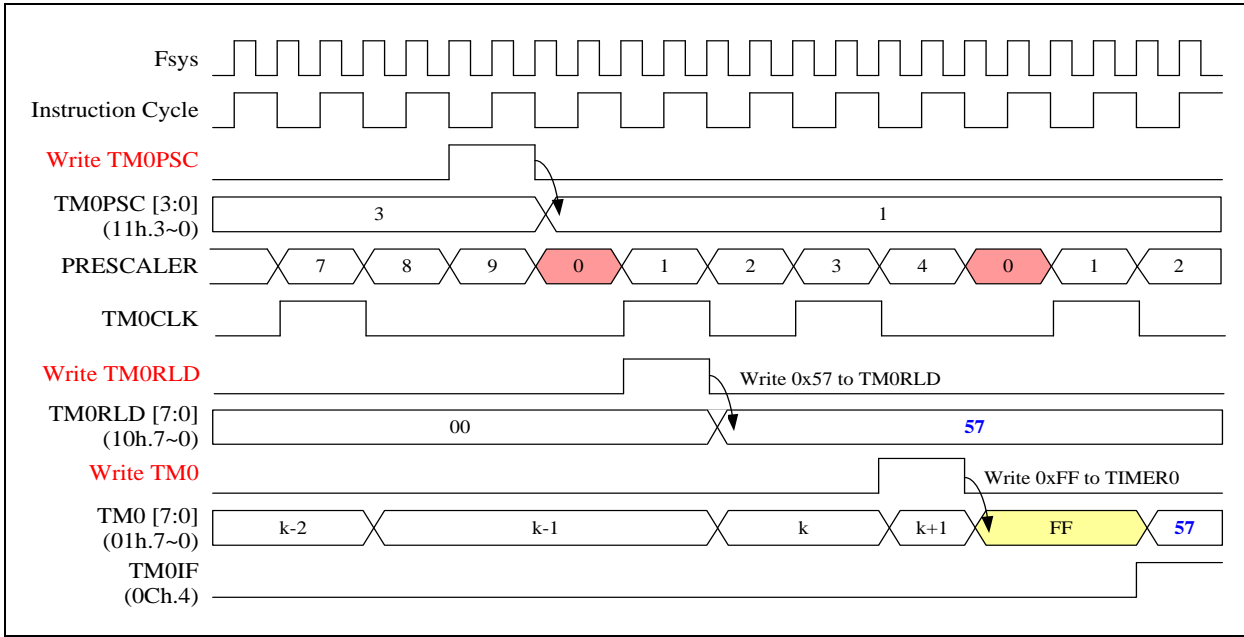 Fsys
Instruction Cycle
Write TM0PSC
TM0PSC [3:0]
(11h.3~0)
3
1
PRESCALER
7
8
9
0
1
2
3
4
0
1
2
TM0CLK
Write TM0RLD
Write 0x57 to TM0RLD
TM0RLD [7:0]
(10h.7~0)
00
57
Write TM0
Write 0xFF to TIMER0
TM0 [7:0]
(01h.7~0)
k-2
k-1
k
k+1
FF
57
TM0IF
(0Ch.4)